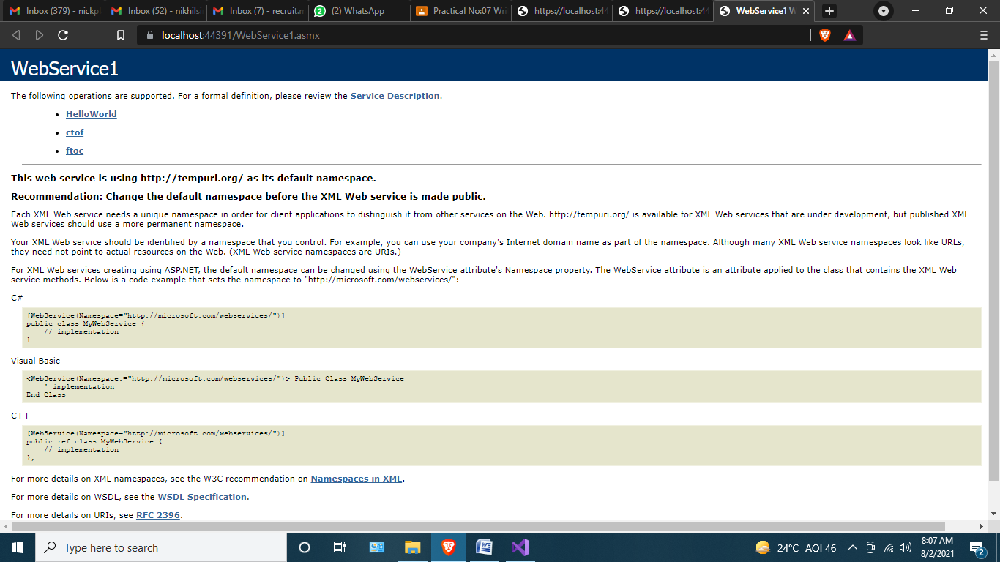 Inbox (379) - nickpl
Inbox (52) - nikhilsi
Inbox (7) - recruit.m
(2) WhatsApp
Practical No:07 Wri
https://localhost:44
https://localhost:44
WebService1 W
localhost:44391/WebService1.asmx
WebService1
The following operations are supported. For a formal definition, please review the Service Description.
HelloWorld
ctof
ftoc
This web service is using http://tempuri.org/ as its default namespace.
Recommendation: Change the default namespace before the XML Web service is made public.
Each XML Web service needs a unique namespace in order for client applications to distinguish it from other services on the Web. http://tempuri.org/ is available for XML Web services that are under development, but published XML
Web services should use a more permanent namespace.
Your XML Web service should be identified by a namespace that you control. For example, you can use your company's Internet domain name as part of the namespace. Although many XML Web service namespaces look like URLs,
they need not point to actual resources on the Web. (XML Web service namespaces are URIs.)
For XML Web services creating using ASP.NET, the default namespace can be changed using the WebService attribute's Namespace property. The WebService attribute is an attribute applied to the class that contains the XML Web
service methods. Below is a code example that sets the namespace to "http://microsoft.com/webservices/":
C#
[WebService(Namespace="http://microsoft.com/webservices/")]
public class MyWebService {
// implementation
}
Visual Basic
<WebService(Namespace:="http://microsoft.com/webservices/")> Public Class MyWebService
' implementation
End Class
C++
[WebService(Namespace="http://microsoft.com/webservices/")]
public ref class MyWebService {
// implementation
};
For more details on XML namespaces, see the W3C recommendation on Namespaces in XML.
For more details on WSDL, see the WSDL Specification.
For more details on URIs, see RFC 2396.
Type here to search
24°C AQI 46
8:07 AM
8/2/2021
2